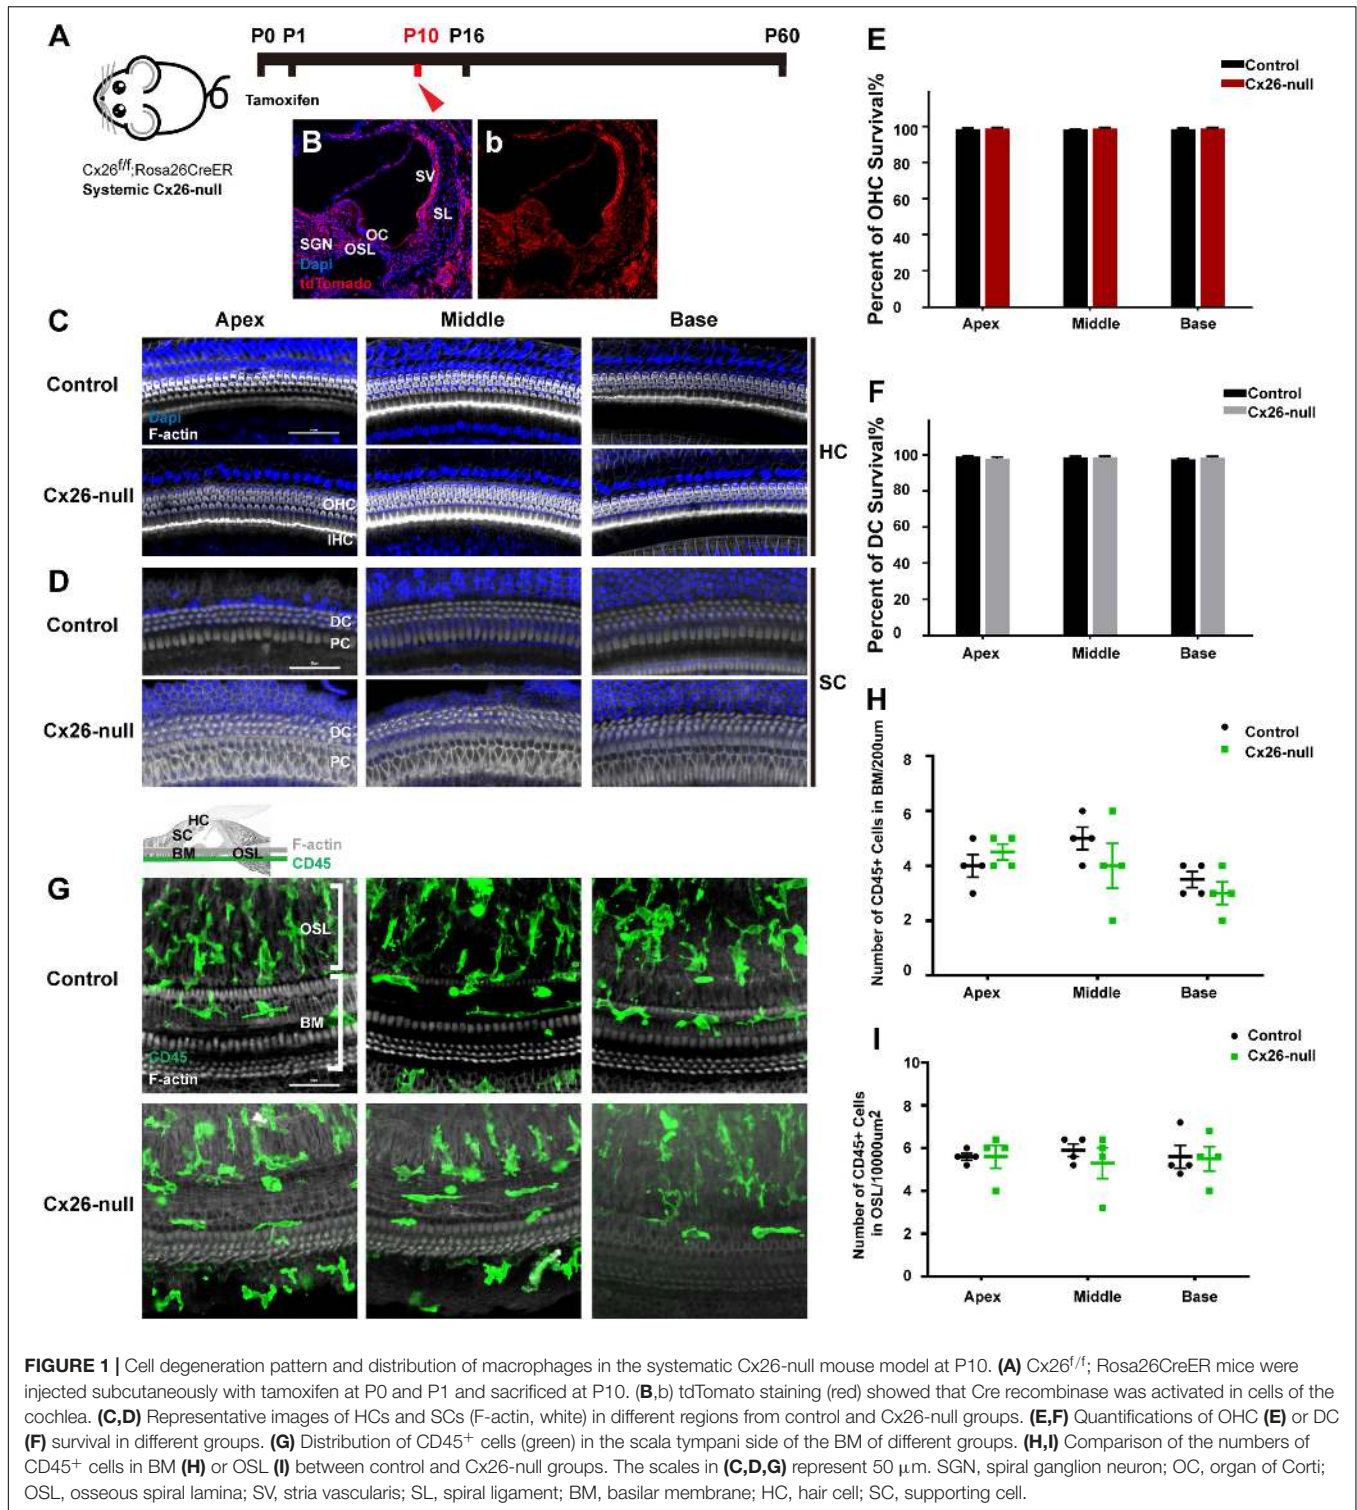 A
P0 P1 P10 P16 P60
Tamoxifen
Cx26f/f;Rosa26CreER
Systemic Cx26-null
B
SV
SL
OC
SGN
OSL
Dapi
tdTomado
b
C
Apex Middle Base
Control
Dapi
F-actin
HC
Cx26-null
OHC
IHC
D
Control
DC
PC
SC
Cx26-null
DC
PC
HC
SC
BM
OSL
F-actin
CD45
G
OSL
Control
BM
CD45
F-actin
Cx26-null
E
Control
Cx26-null
Percent of OHC Survival%
100
80
60
40
20
0
Apex Middle Base
F
Control
Cx26-null
Percent of DC Survival%
100
80
60
40
20
0
Apex Middle Base
H
Control
Cx26-null
Number of CD45+ Cells in BM/200um
8
6
4
2
0
Apex Middle Base
I
Control
Cx26-null
Number of CD45+ Cells
in OSL/10000um2
10
8
6
4
2
0
Apex Middle Base
FIGURE 1 | Cell degeneration pattern and distribution of macrophages in the systematic Cx26-null mouse model at P10. (A) Cx26f/f; Rosa26CreER mice were
injected subcutaneously with tamoxifen at P0 and P1 and sacrificed at P10. (B,b) tdTomato staining (red) showed that Cre recombinase was activated in cells of the
cochlea. (C,D) Representative images of HCs and SCs (F-actin, white) in different regions from control and Cx26-null groups. (E,F) Quantifications of OHC (E) or DC
(F) survival in different groups. (G) Distribution of CD45+ cells (green) in the scala tympani side of the BM of different groups. (H,I) Comparison of the numbers of
CD45+ cells in BM (H) or OSL (I) between control and Cx26-null groups. The scales in (C,D,G) represent 50 μm. SGN, spiral ganglion neuron; OC, organ of Corti;
OSL, osseous spiral lamina; SV, stria vascularis; SL, spiral ligament; BM, basilar membrane; HC, hair cell; SC, supporting cell.